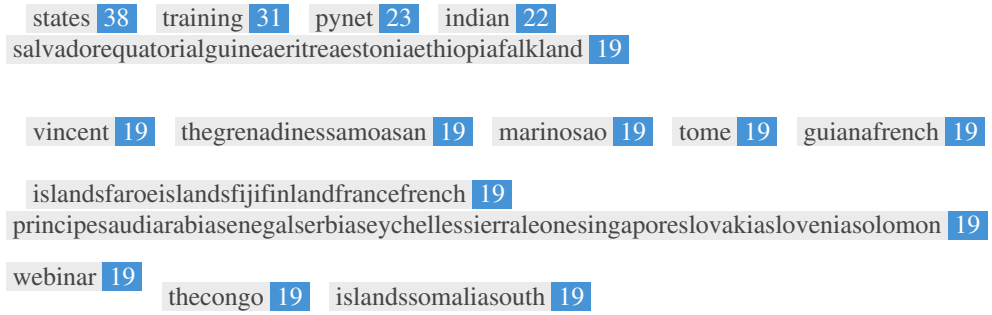 states 38 training 31 pynet 23 indian 22
salvadorequatorialguineaeritreaestoniaethiopiafalkland 19
vincent 19 thegrenadinessamoasan 19 marinosao 19 tome 19 guianafrench 19
islandsfaroeislandsfijifinlandfrancefrench 19
principesaudiarabiasenegalserbiaseychellessierraleonesingaporeslovakiasloveniasolomon 19
webinar 19
thecongo 19 islandssomaliasouth 19